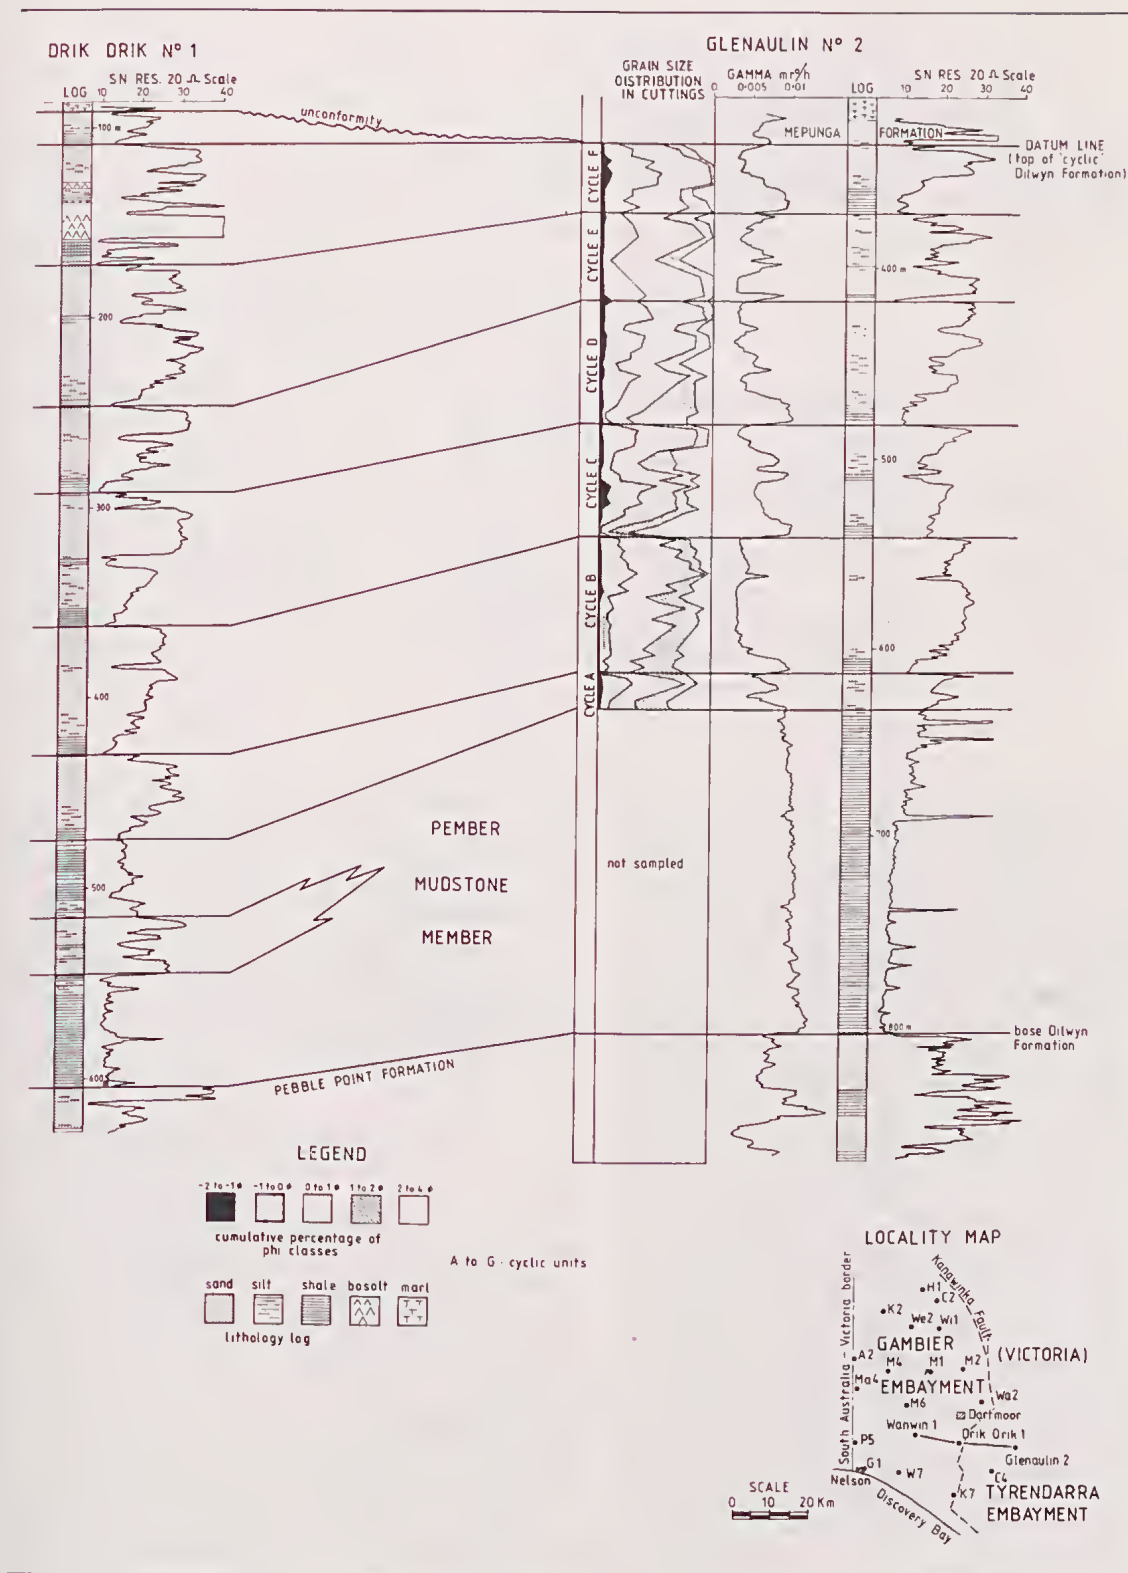 DRIK DRIK Nº 1
GLENAULIN Nº 2
SN RES. 20 Ω Scale
LOG
10 20 30 40
GRAIN SIZE
DISTRIBUTION
IN CUTTINGS
GAMMA mr/h
0 0.005 0.01
LOG
SN RES. 20 Ω Scale
10 20 30 40
unconformity
MEPUNGA FORMATION
DATUM LINE
(top of 'cyclic'
Dilwyn Formation)
100 m
200
300
400
500
600
CYCLE F
CYCLE E
CYCLE D
CYCLE C
CYCLE B
CYCLE A
400 m
500
600
700
800 m
PEMBER
MUDSTONE
MEMBER
not sampled
base Dilwyn
Formation
PEBBLE POINT FORMATION
LEGEND
-2 to -1ø -1 to 0ø 0 to 1ø 1 to 2ø 2 to 4ø
cumulative percentage of
phi classes
A to G - cyclic units
sand silt shale basalt marl
lithology log
LOCALITY MAP
South Australia - Victoria border
Kanawinka Fault
H1
C2
K2
We2
Wi1
GAMBIER
(VICTORIA)
A2
M4
M1
M2
Ma4
EMBAYMENT
Wa2
M6
Dartmoor
Wanwin 1
Drik Drik 1
P5
Glenaulin 2
G1
W7
C4
Nelson
K7
TYRENDARRA
EMBAYMENT
Discovery Bay
SCALE
0 10 20 Km